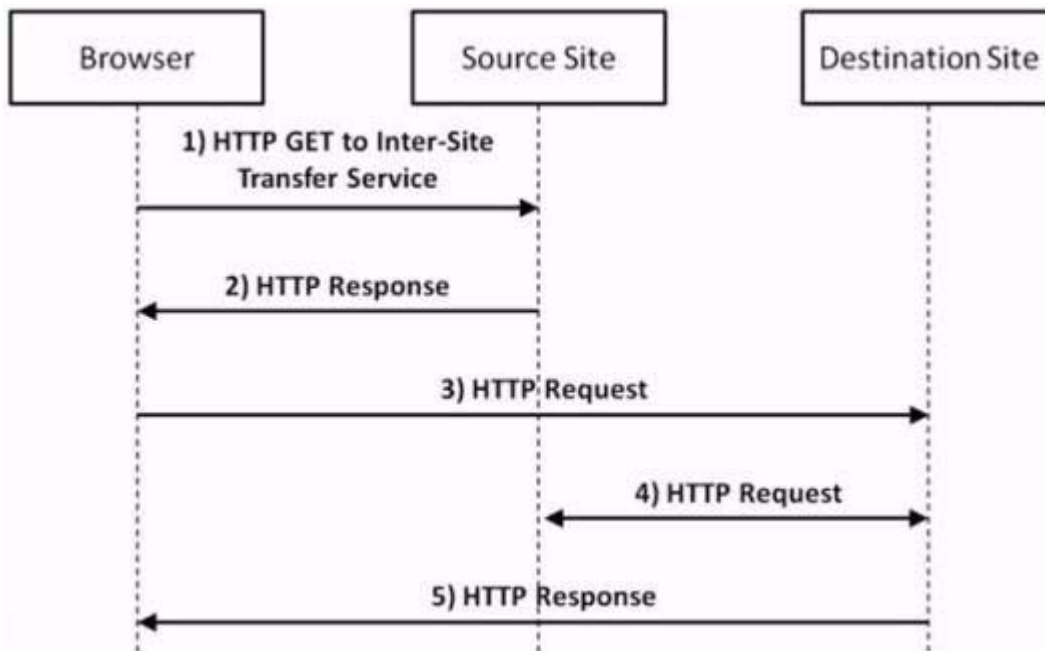 Browser
Source Site
Destination Site
1) HTTP GET to Inter-Site
Transfer Service
2) HTTP Response
3) HTTP Request
4) HTTP Request
5) HTTP Response